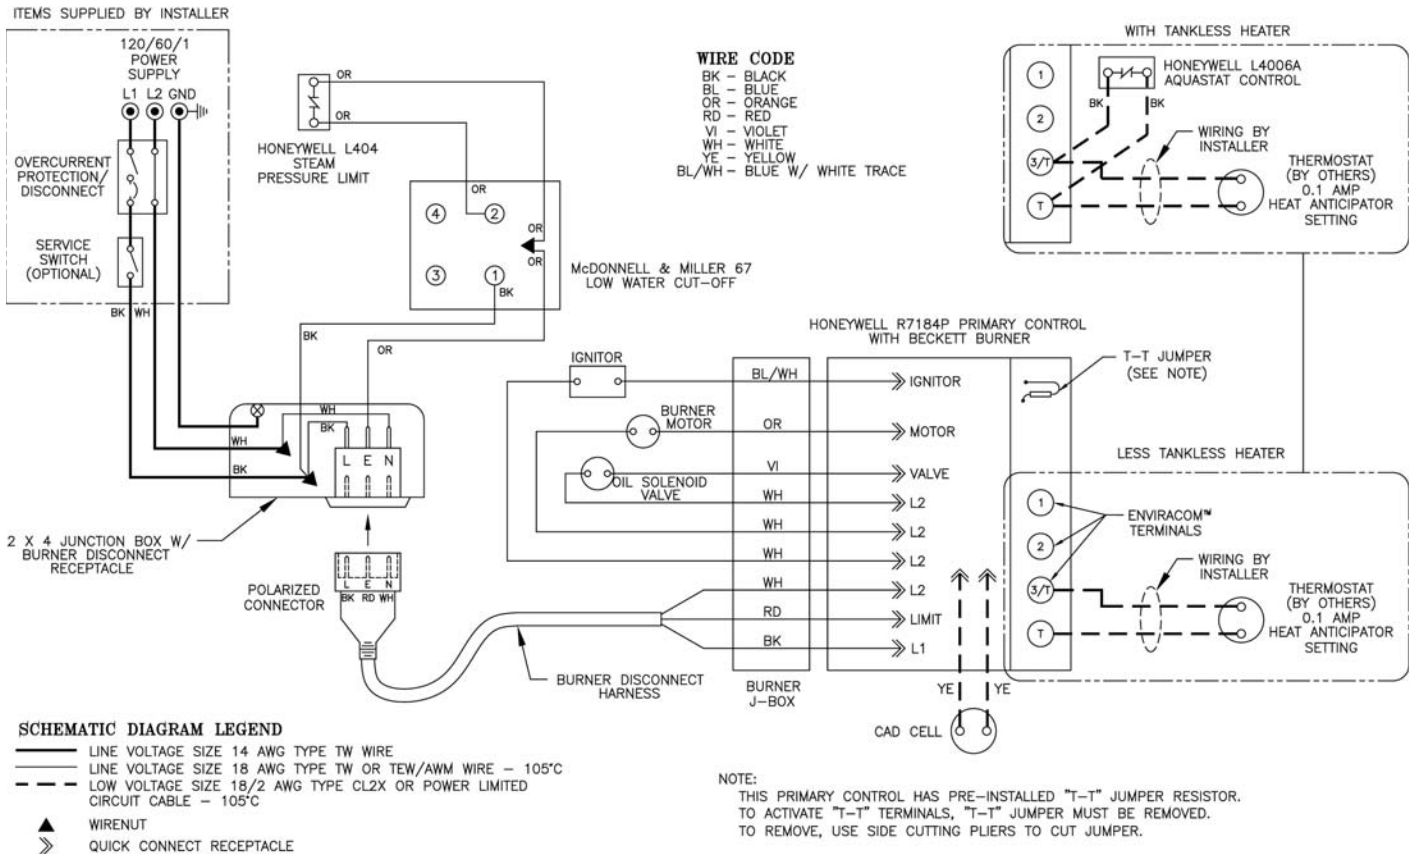 ITEMS SUPPLIED BY INSTALLER
120/60/1
POWER
SUPPLY
L1 L2 GND
OVERCURRENT
PROTECTION/
DISCONNECT
SERVICE
SWITCH
(OPTIONAL)
BK WH
OR
OR
HONEYWELL L404
STEAM
PRESSURE LIMIT
OR
4
2
3
1
OR
OR
BK
McDONNELL & MILLER 67
LOW WATER CUT-OFF
BK
OR
WIRE CODE
BK - BLACK
BL - BLUE
OR - ORANGE
RD - RED
VI - VIOLET
WH - WHITE
YE - YELLOW
BL/WH - BLUE W/ WHITE TRACE
WITH TANKLESS HEATER
1
2
3/T
T
HONEYWELL L4006A
AQUASTAT CONTROL
BK
BK
WIRING BY
INSTALLER
THERMOSTAT
(BY OTHERS)
0.1 AMP
HEAT ANTICIPATOR
SETTING
HONEYWELL R7184P PRIMARY CONTROL
WITH BECKETT BURNER
T-T JUMPER
(SEE NOTE)
IGNITOR
BL/WH
IGNITOR
BURNER
MOTOR
OR
MOTOR
OIL SOLENOID
VALVE
VI
VALVE
WH
L2
WH
L2
WH
L2
WH
L2
RD
LIMIT
BK
L1
BURNER
J-BOX
WH
BK
WH
BK
L E N
2 X 4 JUNCTION BOX W/
BURNER DISCONNECT
RECEPTACLE
POLARIZED
CONNECTOR
L E N
BK RD WH
BURNER DISCONNECT
HARNESS
YE
YE
CAD CELL
LESS TANKLESS HEATER
1
2
3/T
T
ENVIRACOM™
TERMINALS
WIRING BY
INSTALLER
THERMOSTAT
(BY OTHERS)
0.1 AMP
HEAT ANTICIPATOR
SETTING
SCHEMATIC DIAGRAM LEGEND
LINE VOLTAGE SIZE 14 AWG TYPE TW WIRE
LINE VOLTAGE SIZE 18 AWG TYPE TW OR TEW/AWM WIRE - 105°C
LOW VOLTAGE SIZE 18/2 AWG TYPE CL2X OR POWER LIMITED
CIRCUIT CABLE - 105°C
WIRENUT
QUICK CONNECT RECEPTACLE
NOTE:
THIS PRIMARY CONTROL HAS PRE-INSTALLED "T-T" JUMPER RESISTOR.
TO ACTIVATE "T-T" TERMINALS, "T-T" JUMPER MUST BE REMOVED.
TO REMOVE, USE SIDE CUTTING PLIERS TO CUT JUMPER.